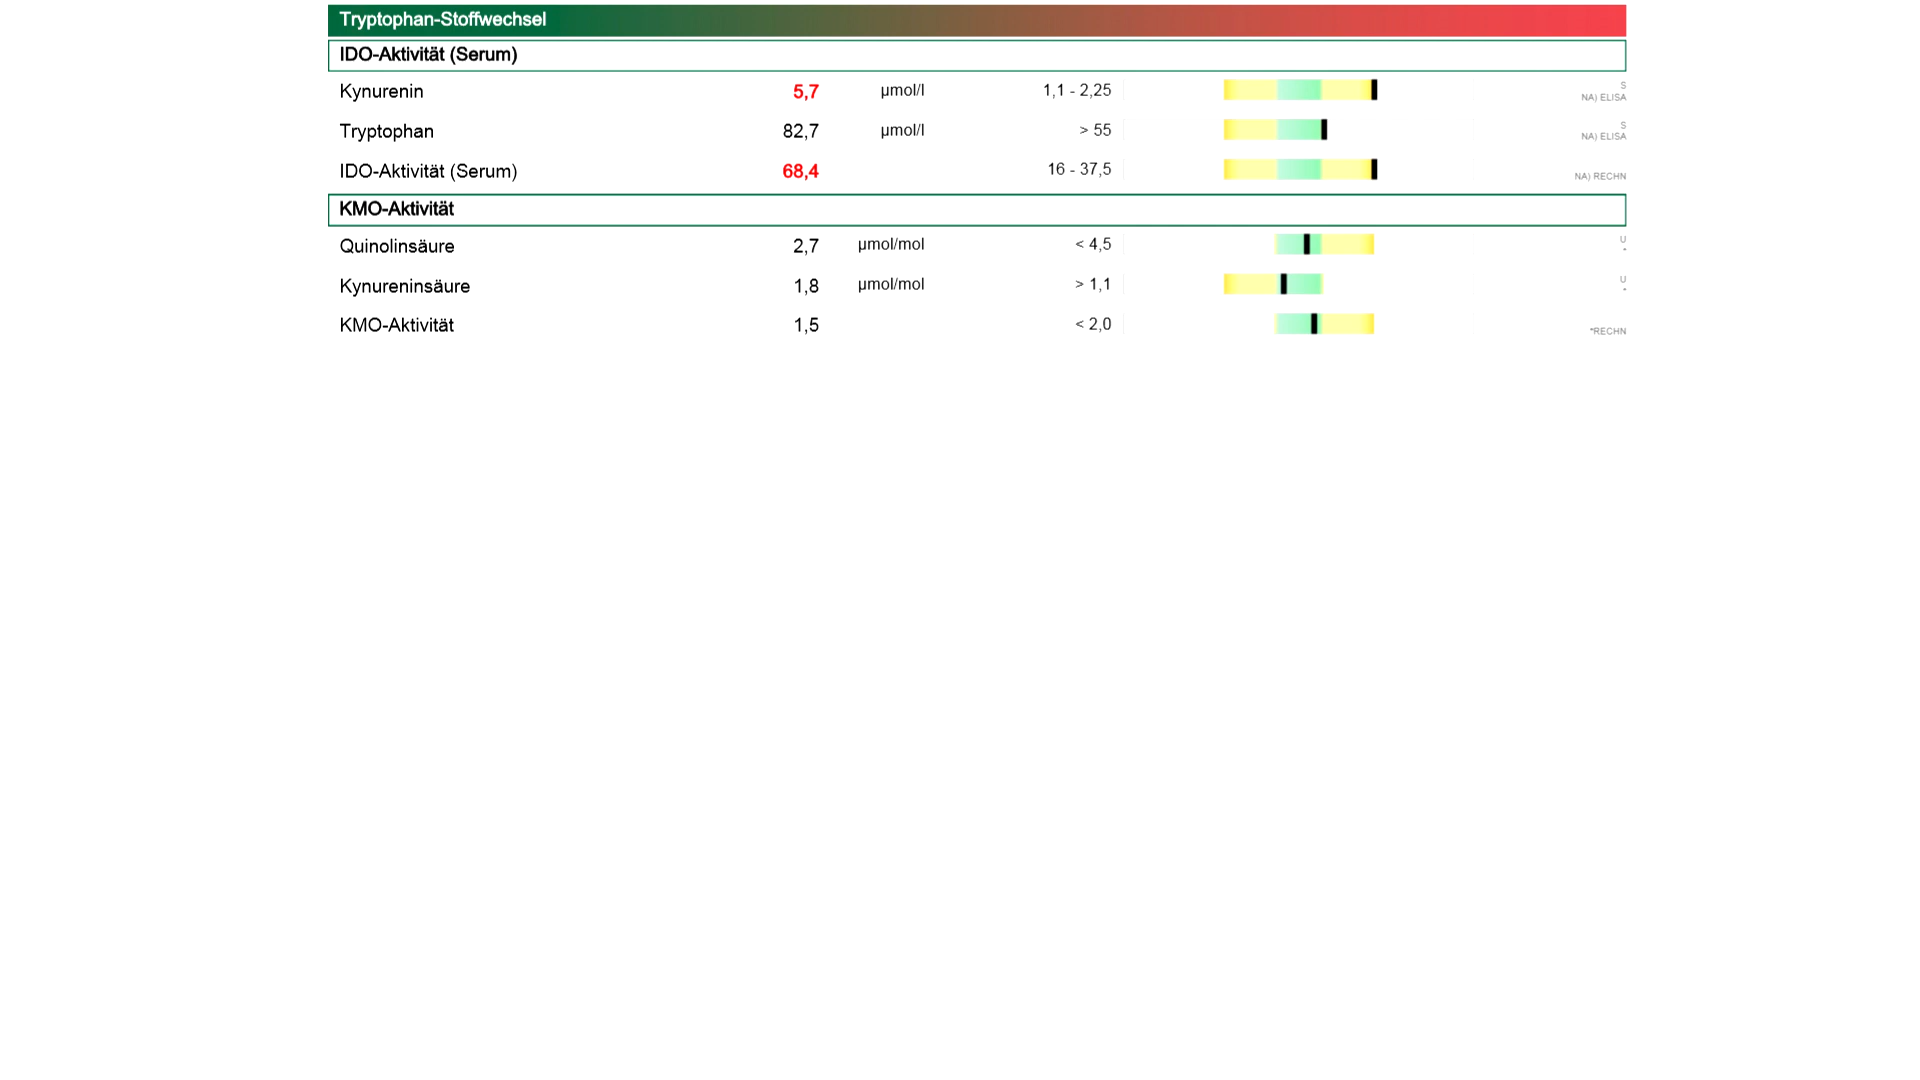 Tryptophan-Stoffwechsel
IDO-Aktivität (Serum)
Kynurenin 5,7 µmol/l 1,1 - 2,25 S NA) ELISA
Tryptophan 82,7 µmol/l > 55 S NA) ELISA
IDO-Aktivität (Serum) 68,4 16 - 37,5 NA) RECHN
KMO-Aktivität
Quinolinsäure 2,7 µmol/mol < 4,5 U *
Kynureninsäure 1,8 µmol/mol > 1,1 U *
KMO-Aktivität 1,5 < 2,0 *RECHN